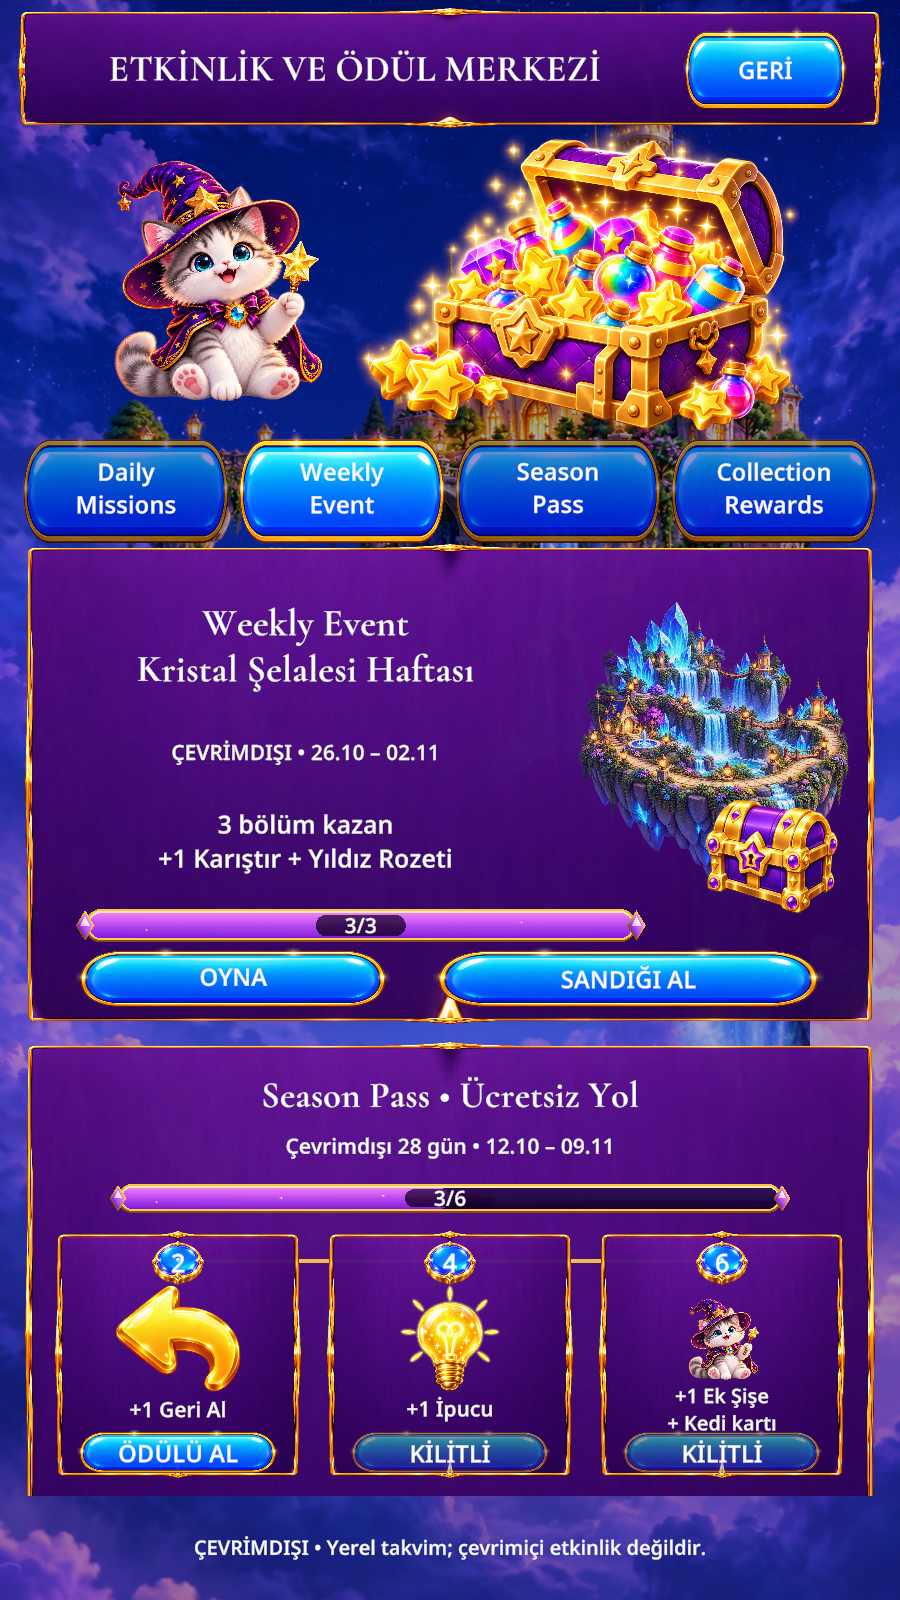 ETKİNLİK VE ÖDÜL MERKEZİ
GERİ
Daily
Missions
Weekly
Event
Season
Pass
Collection
Rewards
Weekly Event
Kristal Şelalesi Haftası
ÇEVRİMDIŞI • 26.10 – 02.11
3 bölüm kazan
+1 Karıştır + Yıldız Rozeti
3/3
OYNA
SANDIĞI AL
Season Pass • Ücretsiz Yol
Çevrimdışı 28 gün • 12.10 – 09.11
3/6
2
+1 Geri Al
ÖDÜLÜ AL
4
+1 İpucu
KİLİTLİ
6
+1 Ek Şişe
+ Kedi kartı
KİLİTLİ
ÇEVRİMDIŞI • Yerel takvim; çevrimiçi etkinlik değildir.